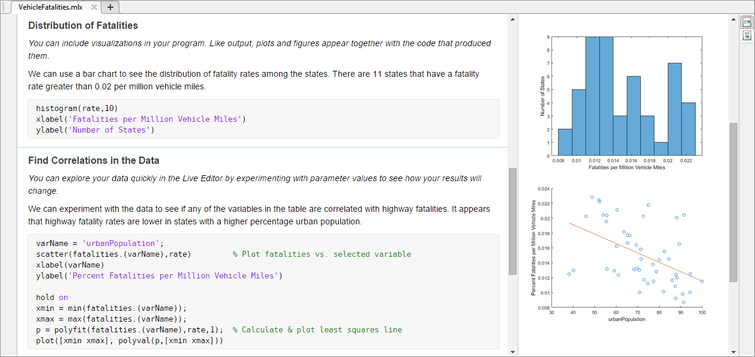 VehicleFatalities.mlx
Distribution of Fatalities
You can include visualizations in your program. Like output, plots and figures appear together with the code that produced
them.
We can use a bar chart to see the distribution of fatality rates among the states. There are 11 states that have a fatality
rate greater than 0.02 per million vehicle miles.
histogram(rate,10)
xlabel('Fatalities per Million Vehicle Miles')
ylabel('Number of States')
Find Correlations in the Data
You can explore your data quickly in the Live Editor by experimenting with parameter values to see how your results will
change.
We can experiment with the data to see if any of the variables in the table are correlated with highway fatalities. It appears
that highway fatality rates are lower in states with a higher percentage urban population.
varName = 'urbanPopulation';
scatter(fatalities.(varName),rate) % Plot fatalities vs. selected variable
xlabel(varName)
ylabel('Percent Fatalities per Million Vehicle Miles')
hold on
xmin = min(fatalities.(varName));
xmax = max(fatalities.(varName));
p = polyfit(fatalities.(varName),rate,1); % Calculate & plot least squares line
plot([xmin xmax], polyval(p,[xmin xmax]))
Number of States
9
8
7
6
5
4
3
2
1
0
0.008 0.01 0.012 0.014 0.016 0.018 0.02 0.022
Fatalities per Million Vehicle Miles
Percent Fatalities per Million Vehicle Miles
0.024
0.022
0.02
0.018
0.016
0.014
0.012
0.01
0.008
30 40 50 60 70 80 90 100
urbanPopulation